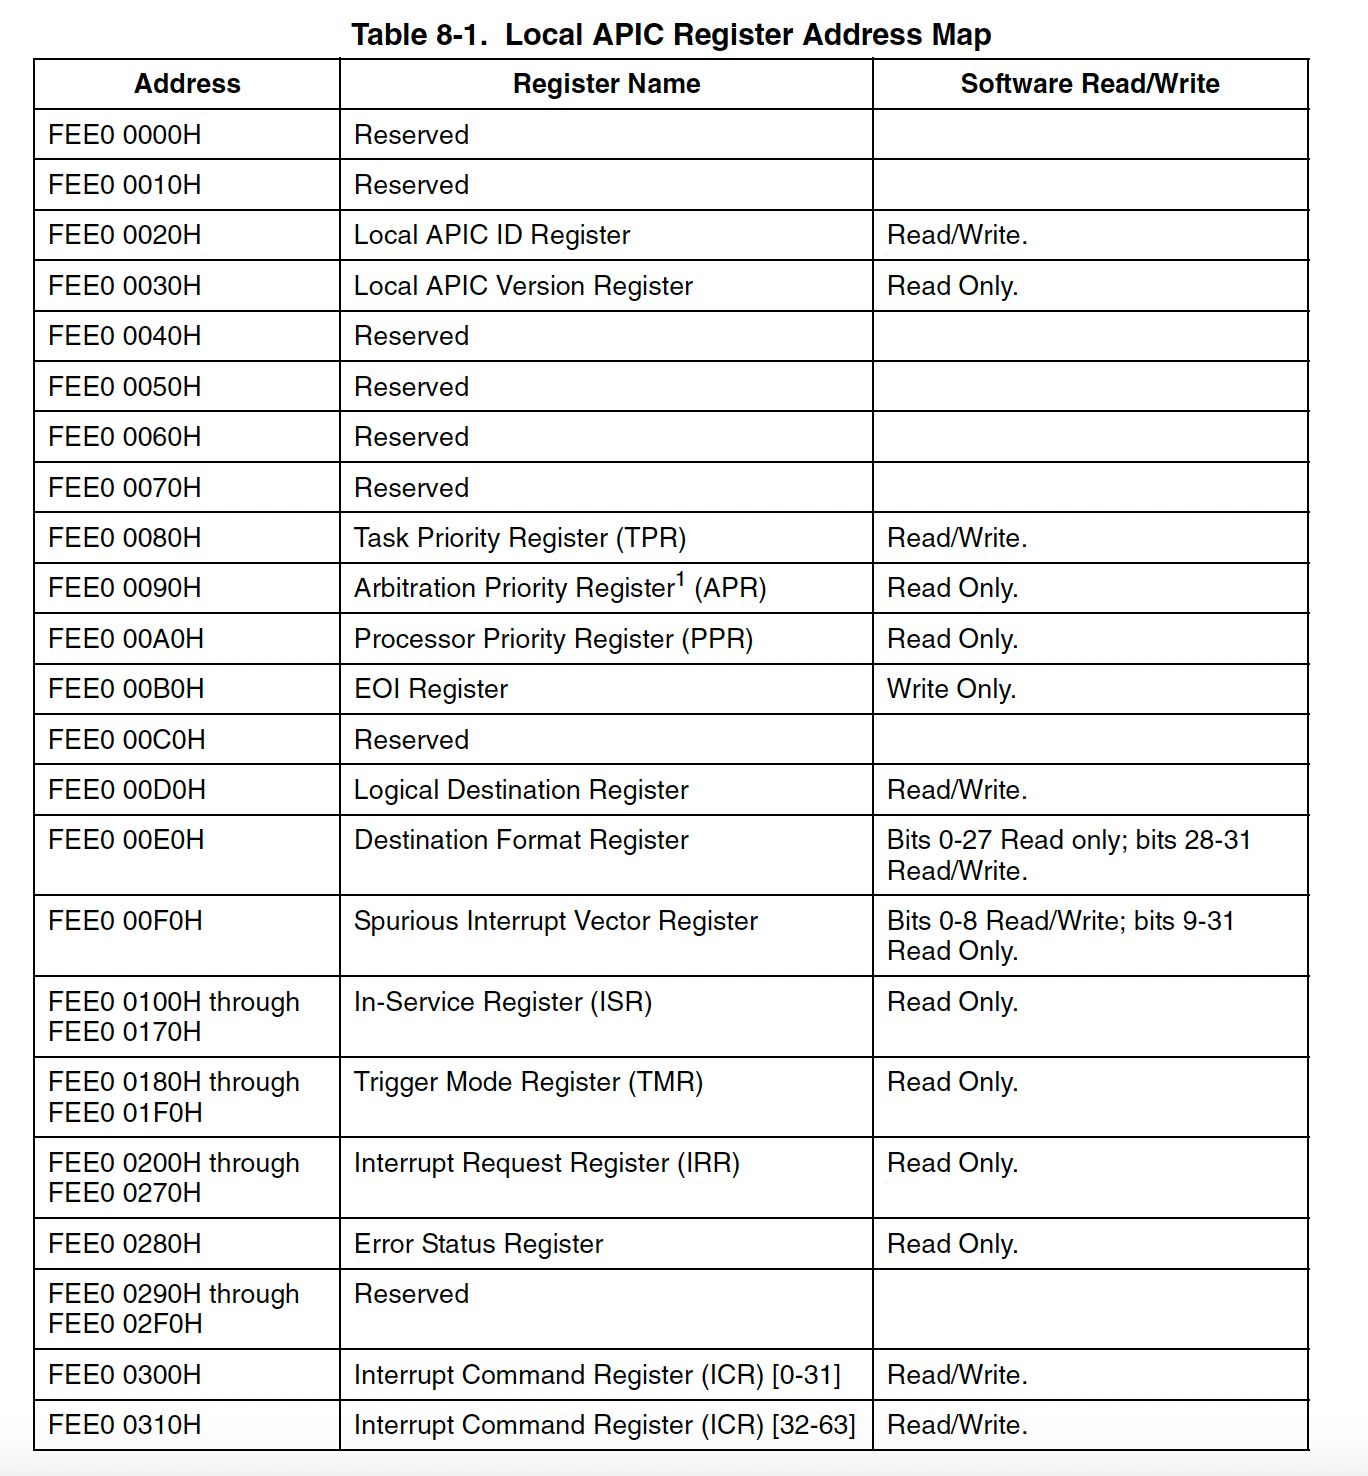 Table 8-1. Local APIC Register Address Map
Address Register Name Software Read/Write
FEE0 0000H Reserved
FEE0 0010H Reserved
FEE0 0020H Local APIC ID Register Read/Write.
FEE0 0030H Local APIC Version Register Read Only.
FEE0 0040H Reserved
FEE0 0050H Reserved
FEE0 0060H Reserved
FEE0 0070H Reserved
FEE0 0080H Task Priority Register (TPR) Read/Write.
FEE0 0090H Arbitration Priority Register¹ (APR) Read Only.
FEE0 00A0H Processor Priority Register (PPR) Read Only.
FEE0 00B0H EOI Register Write Only.
FEE0 00C0H Reserved
FEE0 00D0H Logical Destination Register Read/Write.
FEE0 00E0H Destination Format Register Bits 0-27 Read only; bits 28-31
Read/Write.
FEE0 00F0H Spurious Interrupt Vector Register Bits 0-8 Read/Write; bits 9-31
Read Only.
FEE0 0100H through In-Service Register (ISR) Read Only.
FEE0 0170H
FEE0 0180H through Trigger Mode Register (TMR) Read Only.
FEE0 01F0H
FEE0 0200H through Interrupt Request Register (IRR) Read Only.
FEE0 0270H
FEE0 0280H Error Status Register Read Only.
FEE0 0290H through Reserved
FEE0 02F0H
FEE0 0300H Interrupt Command Register (ICR) [0-31] Read/Write.
FEE0 0310H Interrupt Command Register (ICR) [32-63] Read/Write.